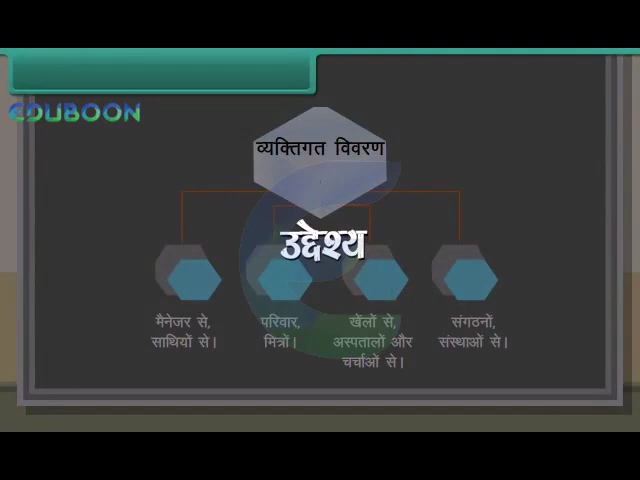 EDUBOON
व्यक्तिगत विवरण
उद्देश्य
मैनेजर से,
साथियों से।
परिवार,
मित्रों।
खेलों से,
अस्पतालों और
चर्चाओं से।
संगठनों,
संस्थाओं से।